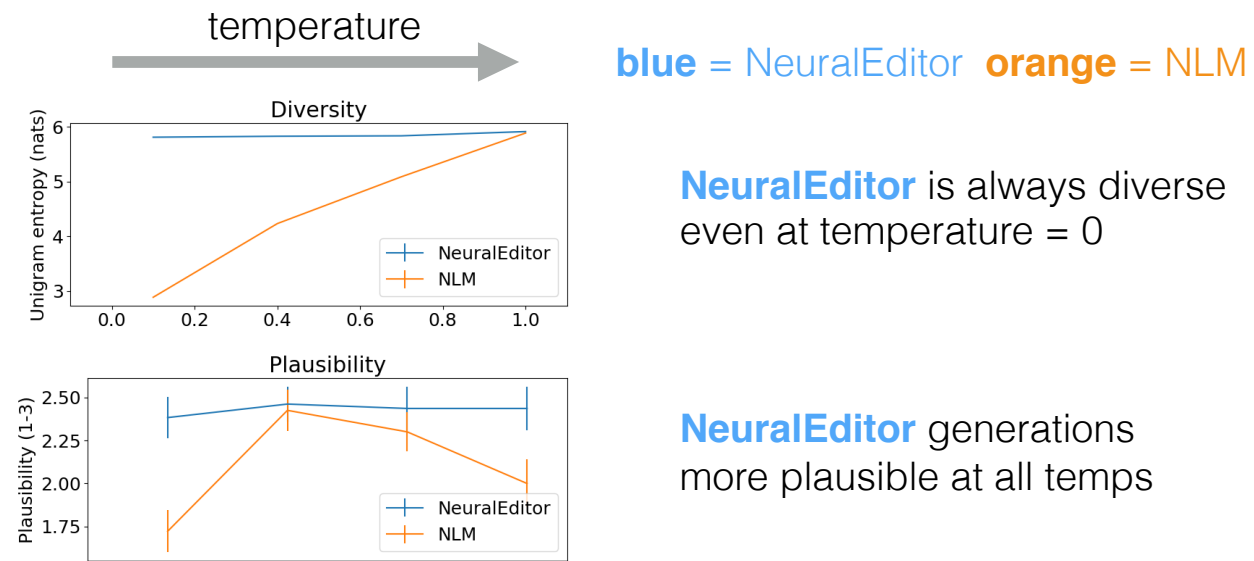 temperature
blue = NeuralEditor orange = NLM
Diversity
Unigram entropy (nats)
6
5
4
3
NeuralEditor
NLM
0.0 0.2 0.4 0.6 0.8 1.0
NeuralEditor is always diverse
even at temperature = 0
Plausibility
Plausibility (1-3)
2.50
2.25
2.00
1.75
NeuralEditor
NLM
NeuralEditor generations
more plausible at all temps